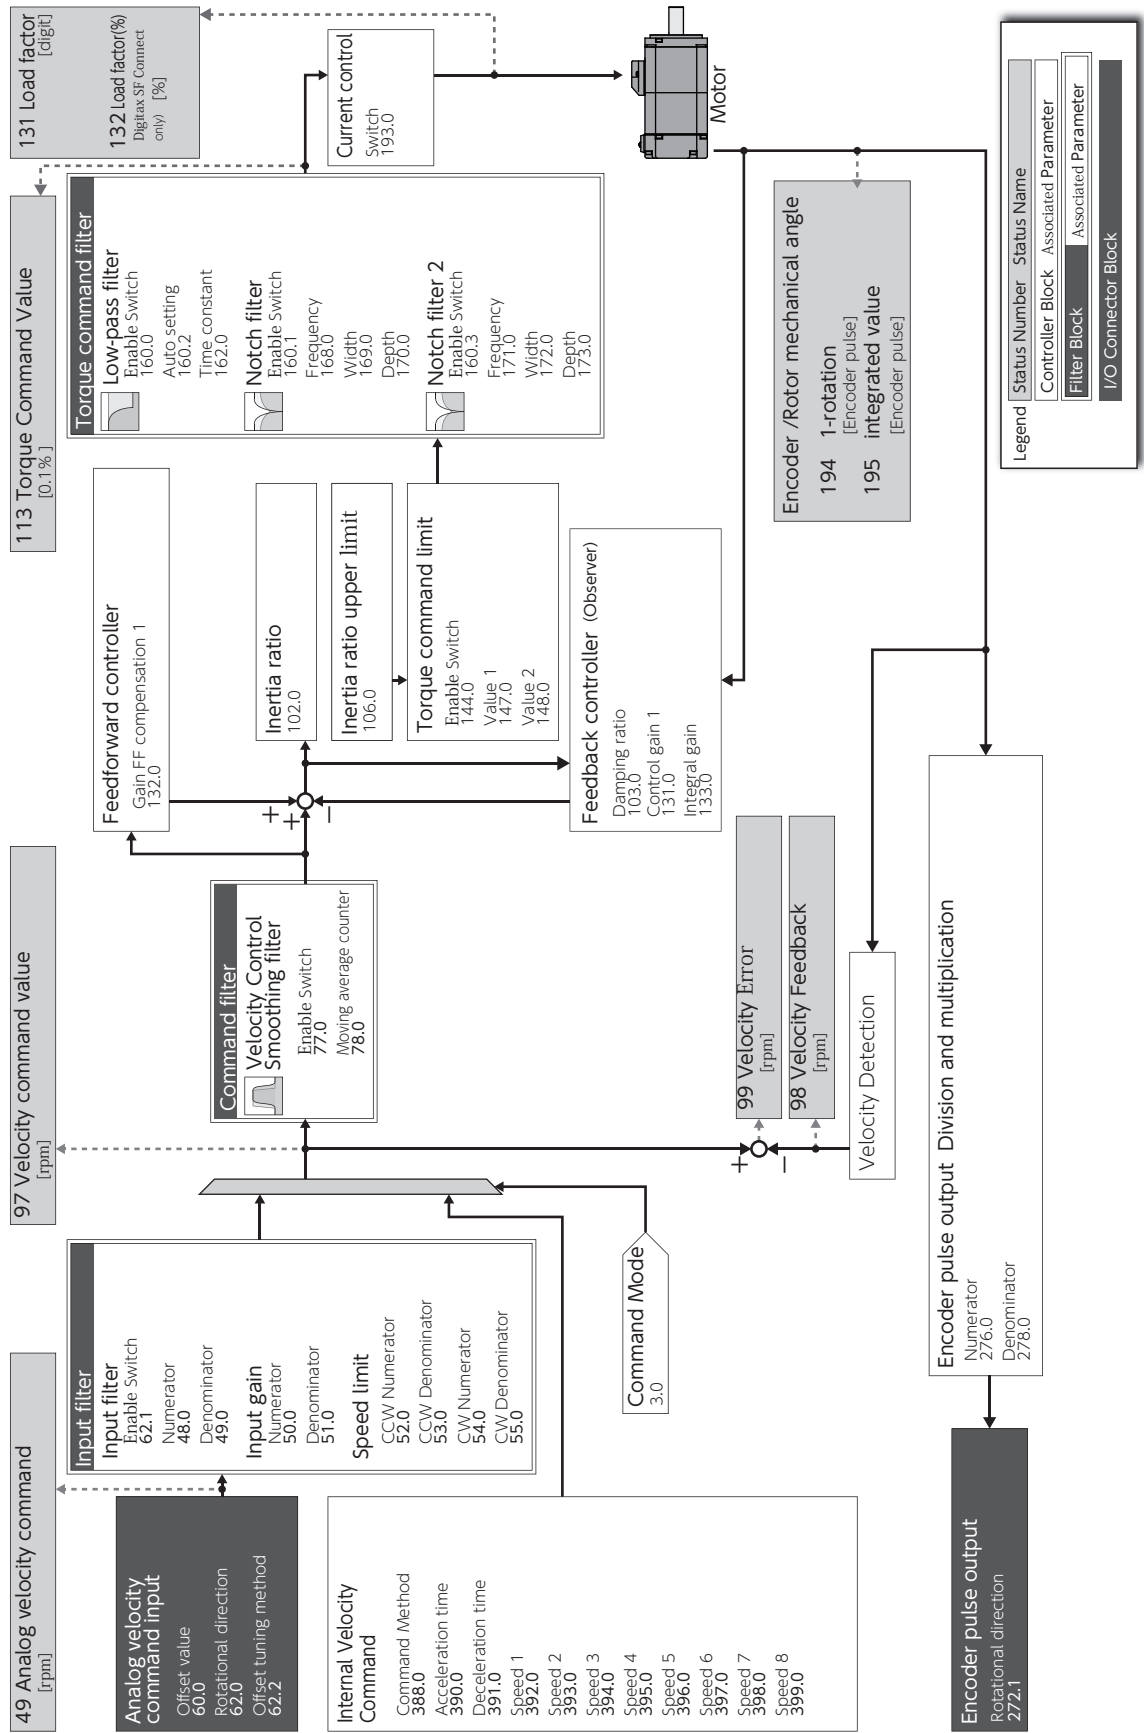 49 Analog velocity command
[rpm]
97 Velocity command value
[rpm]
113 Torque Command Value
[0.1% ]
131 Load factor
[digit]
132 Load factor(%)
Digitax SF Connect
only) [%]
Analog velocity
command input
Offset value
60.0
Rotational direction
62.0
Offset tuning method
62.2
Input filter
Input filter
Enable Switch
62.1
Numerator
48.0
Denominator
49.0
Input gain
Numerator
50.0
Denominator
51.0
Speed limit
CCW Numerator
52.0
CCW Denominator
53.0
CW Numerator
54.0
CW Denominator
55.0
Internal Velocity
Command
Command Method
388.0
Acceleration time
390.0
Deceleration time
391.0
Speed 1
392.0
Speed 2
393.0
Speed 3
394.0
Speed 4
395.0
Speed 5
396.0
Speed 6
397.0
Speed 7
398.0
Speed 8
399.0
Command Mode
3.0
Command filter
Velocity Control
Smoothing filter
Enable Switch
77.0
Moving average counter
78.0
Feedforward controller
Gain FF compensation 1
132.0
+
+
−
Inertia ratio
102.0
Inertia ratio upper limit
106.0
Torque command limit
Enable Switch
144.0
Value 1
147.0
Value 2
148.0
Feedback controller (Observer)
Damping ratio
103.0
Control gain 1
131.0
Integral gain
133.0
Torque command filter
Low-pass filter
Enable Switch
160.0
Auto setting
160.2
Time constant
162.0
Notch filter
Enable Switch
160.1
Frequency
168.0
Width
169.0
Depth
170.0
Notch filter 2
Enable Switch
160.3
Frequency
171.0
Width
172.0
Depth
173.0
Current control
Switch
193.0
Motor
+
−
99 Velocity Error
[rpm]
98 Velocity Feedback
[rpm]
Velocity Detection
Encoder /Rotor mechanical angle
194 1-rotation
[Encoder pulse]
195 integrated value
[Encoder pulse]
Encoder pulse output Division and multiplication
Numerator
276.0
Denominator
278.0
Encoder pulse output
Rotational direction
272.1
Legend
Status Number Status Name
Controller Block Associated Parameter
Filter Block Associated Parameter
I/O Connector Block